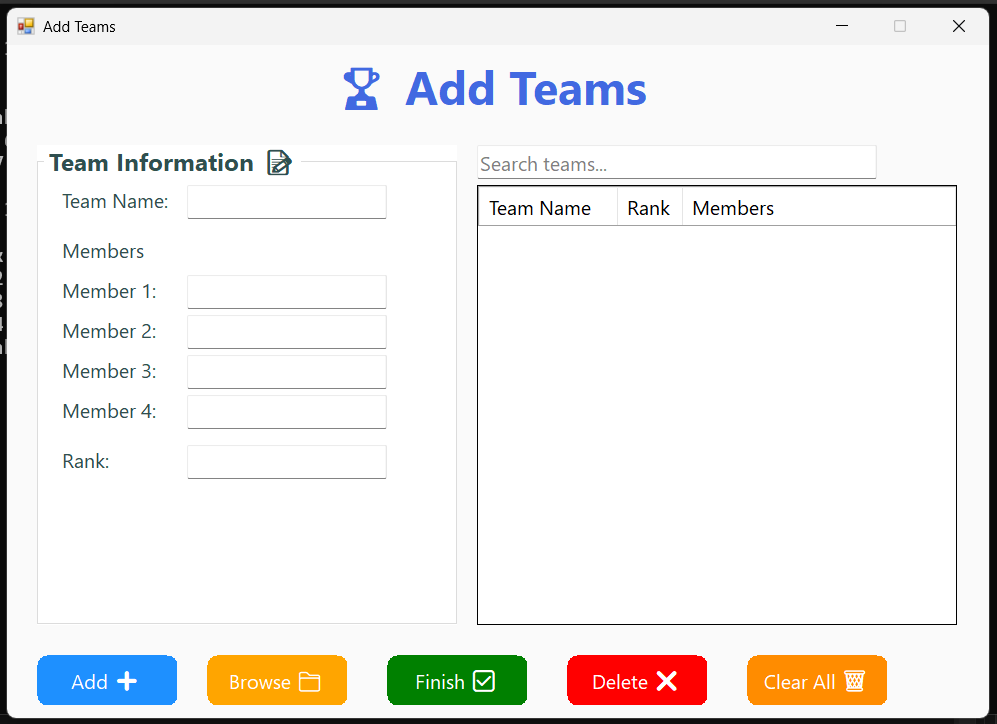 Add Teams
Add Teams
Team Information
Team Name:
Members
Member 1:
Member 2:
Member 3:
Member 4:
Rank:
Search teams...
Team Name Rank Members
Add Browse Finish Delete Clear All